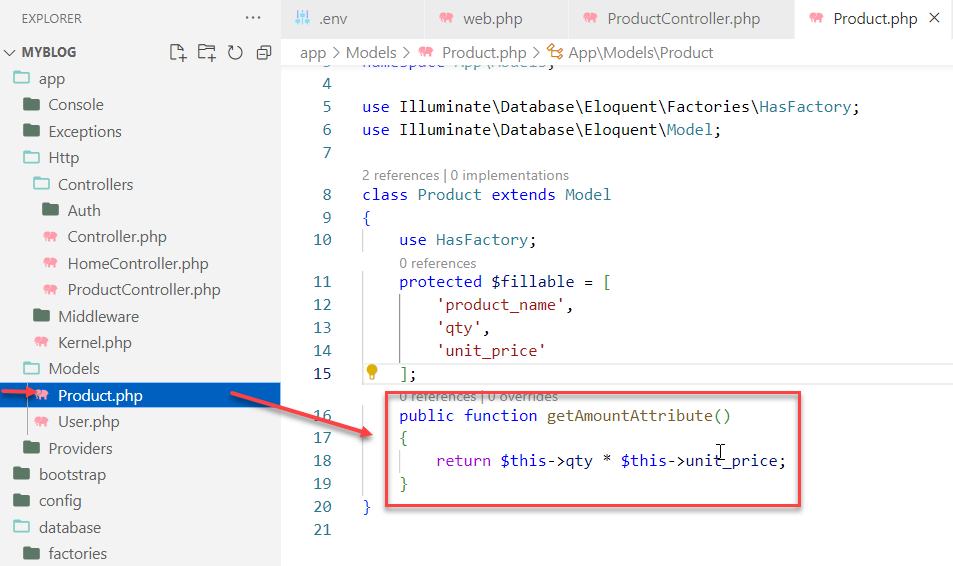 EXPLORER
MYBLOG
app
Console
Exceptions
Http
Controllers
Auth
Controller.php
HomeController.php
ProductController.php
Middleware
Kernel.php
Models
Product.php
User.php
Providers
bootstrap
config
database
factories
.env
web.php
ProductController.php
Product.php
app > Models > Product.php > App\Models\Product
namespace App\Models;
4
5 use Illuminate\Database\Eloquent\Factories\HasFactory;
6 use Illuminate\Database\Eloquent\Model;
7
2 references | 0 implementations
8 class Product extends Model
9 {
10 use HasFactory;
0 references
11 protected $fillable = [
12 'product_name',
13 'qty',
14 'unit_price'
15 ];
0 references | 0 overrides
16 public function getAmountAttribute()
17 {
18 return $this->qty * $this->unit_price;
19 }
20 }
21